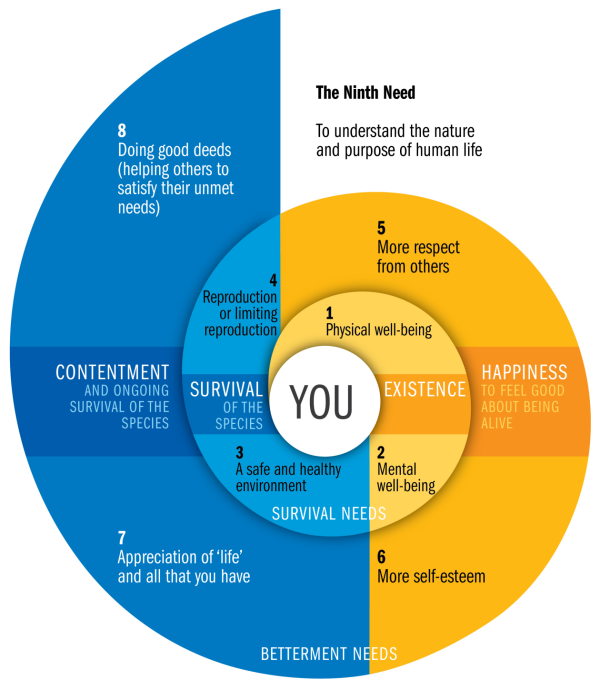 The Ninth Need
To understand the nature
and purpose of human life
8
Doing good deeds
(helping others to
satisfy their unmet
needs)
5
More respect
from others
4
Reproduction
or limiting
reproduction
1
Physical well-being
CONTENTMENT
AND ONGOING
SURVIVAL OF THE
SPECIES
SURVIVAL
OF THE
SPECIES
YOU
EXISTENCE
HAPPINESS
TO FEEL GOOD
ABOUT BEING
ALIVE
3
A safe and healthy
environment
2
Mental
well-being
SURVIVAL NEEDS
7
Appreciation of ‘life’
and all that you have
6
More self-esteem
BETTERMENT NEEDS